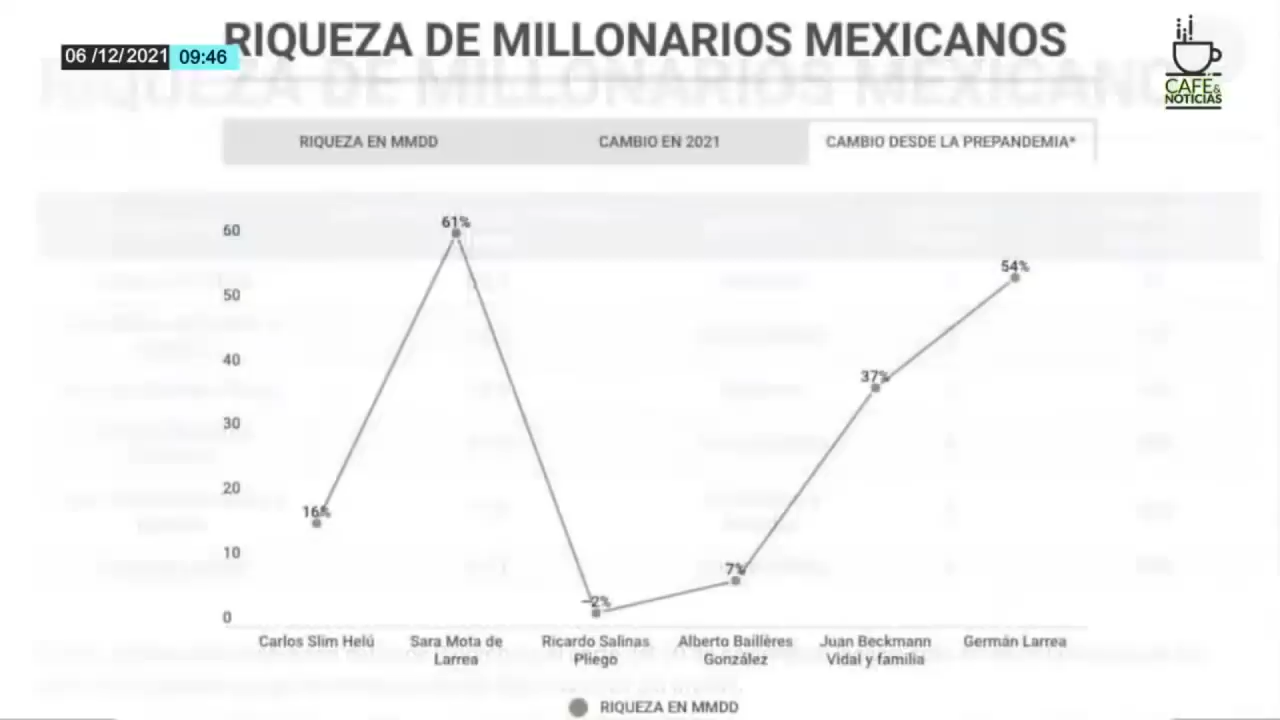 RIQUEZA DE MILLONARIOS MEXICANOS
06 /12/2021 09:46
CAFÉ&
NOTICIAS
RIQUEZA EN MMDD
CAMBIO EN 2021
CAMBIO DESDE LA PREPANDEMIA*
60
50
40
30
20
10
0
16%
61%
-2%
7%
37%
54%
Carlos Slim Helú
Sara Mota de
Larrea
Ricardo Salinas
Pliego
Alberto Baillères
González
Juan Beckmann
Vidal y familia
Germán Larrea
RIQUEZA EN MMDD